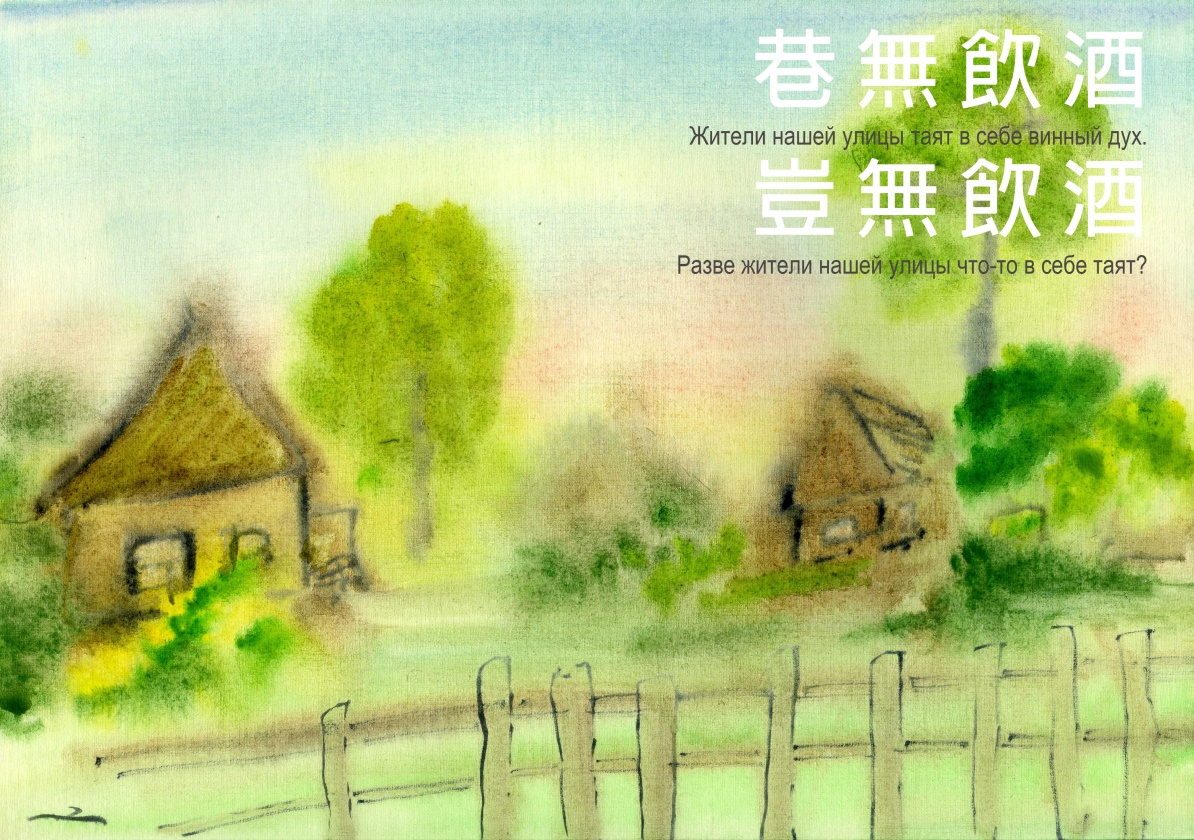 巷無飲酒
Жители нашей улицы таят в себе винный дух.
豈無飲酒
Разве жители нашей улицы что-то в себе таят?